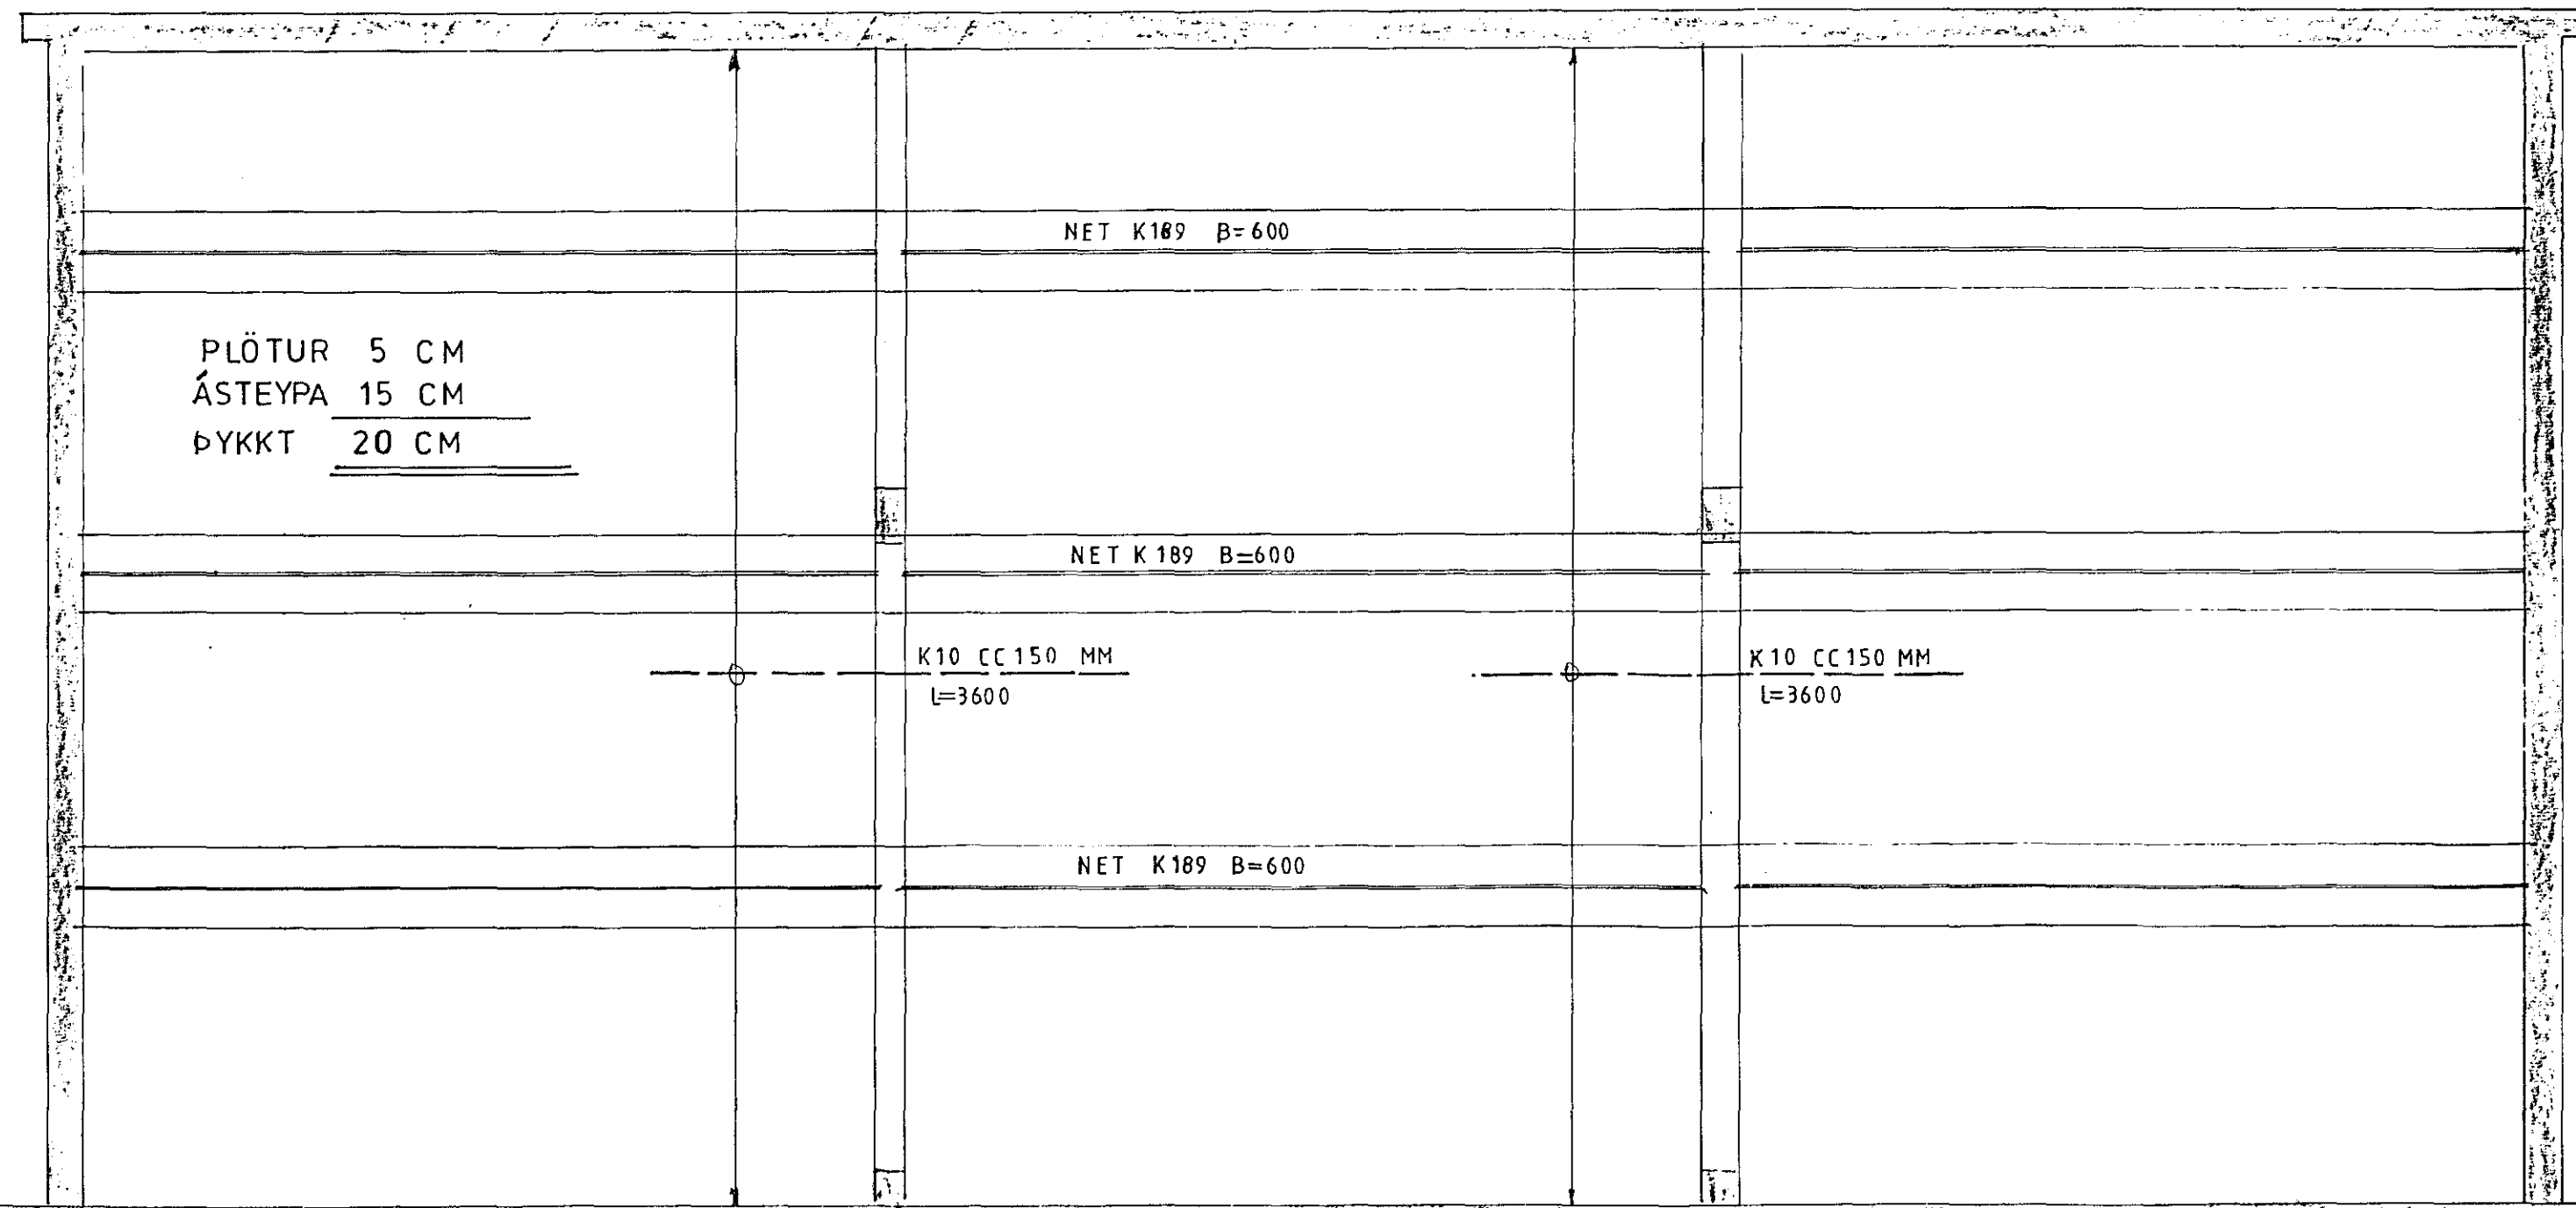 NET K189 B=600
PLÖTUR 5 CM
ÁSTEYPA 15 CM
ÞYKKT 20 CM
NET K189 B=600
K10 CC150 MM
L=3600
K10 CC150 MM
L=3600
NET K189 B=600